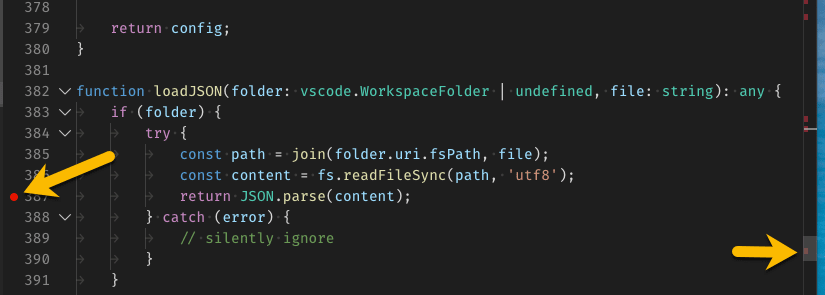 378
379 return config;
380 }
381
382 function loadJSON(folder: vscode.WorkspaceFolder | undefined, file: string): any {
383 if (folder) {
384 try {
385 const path = join(folder.uri.fsPath, file);
const content = fs.readFileSync(path, 'utf8');
387 return JSON.parse(content);
388 } catch (error) {
389 // silently ignore
390 }
391 }